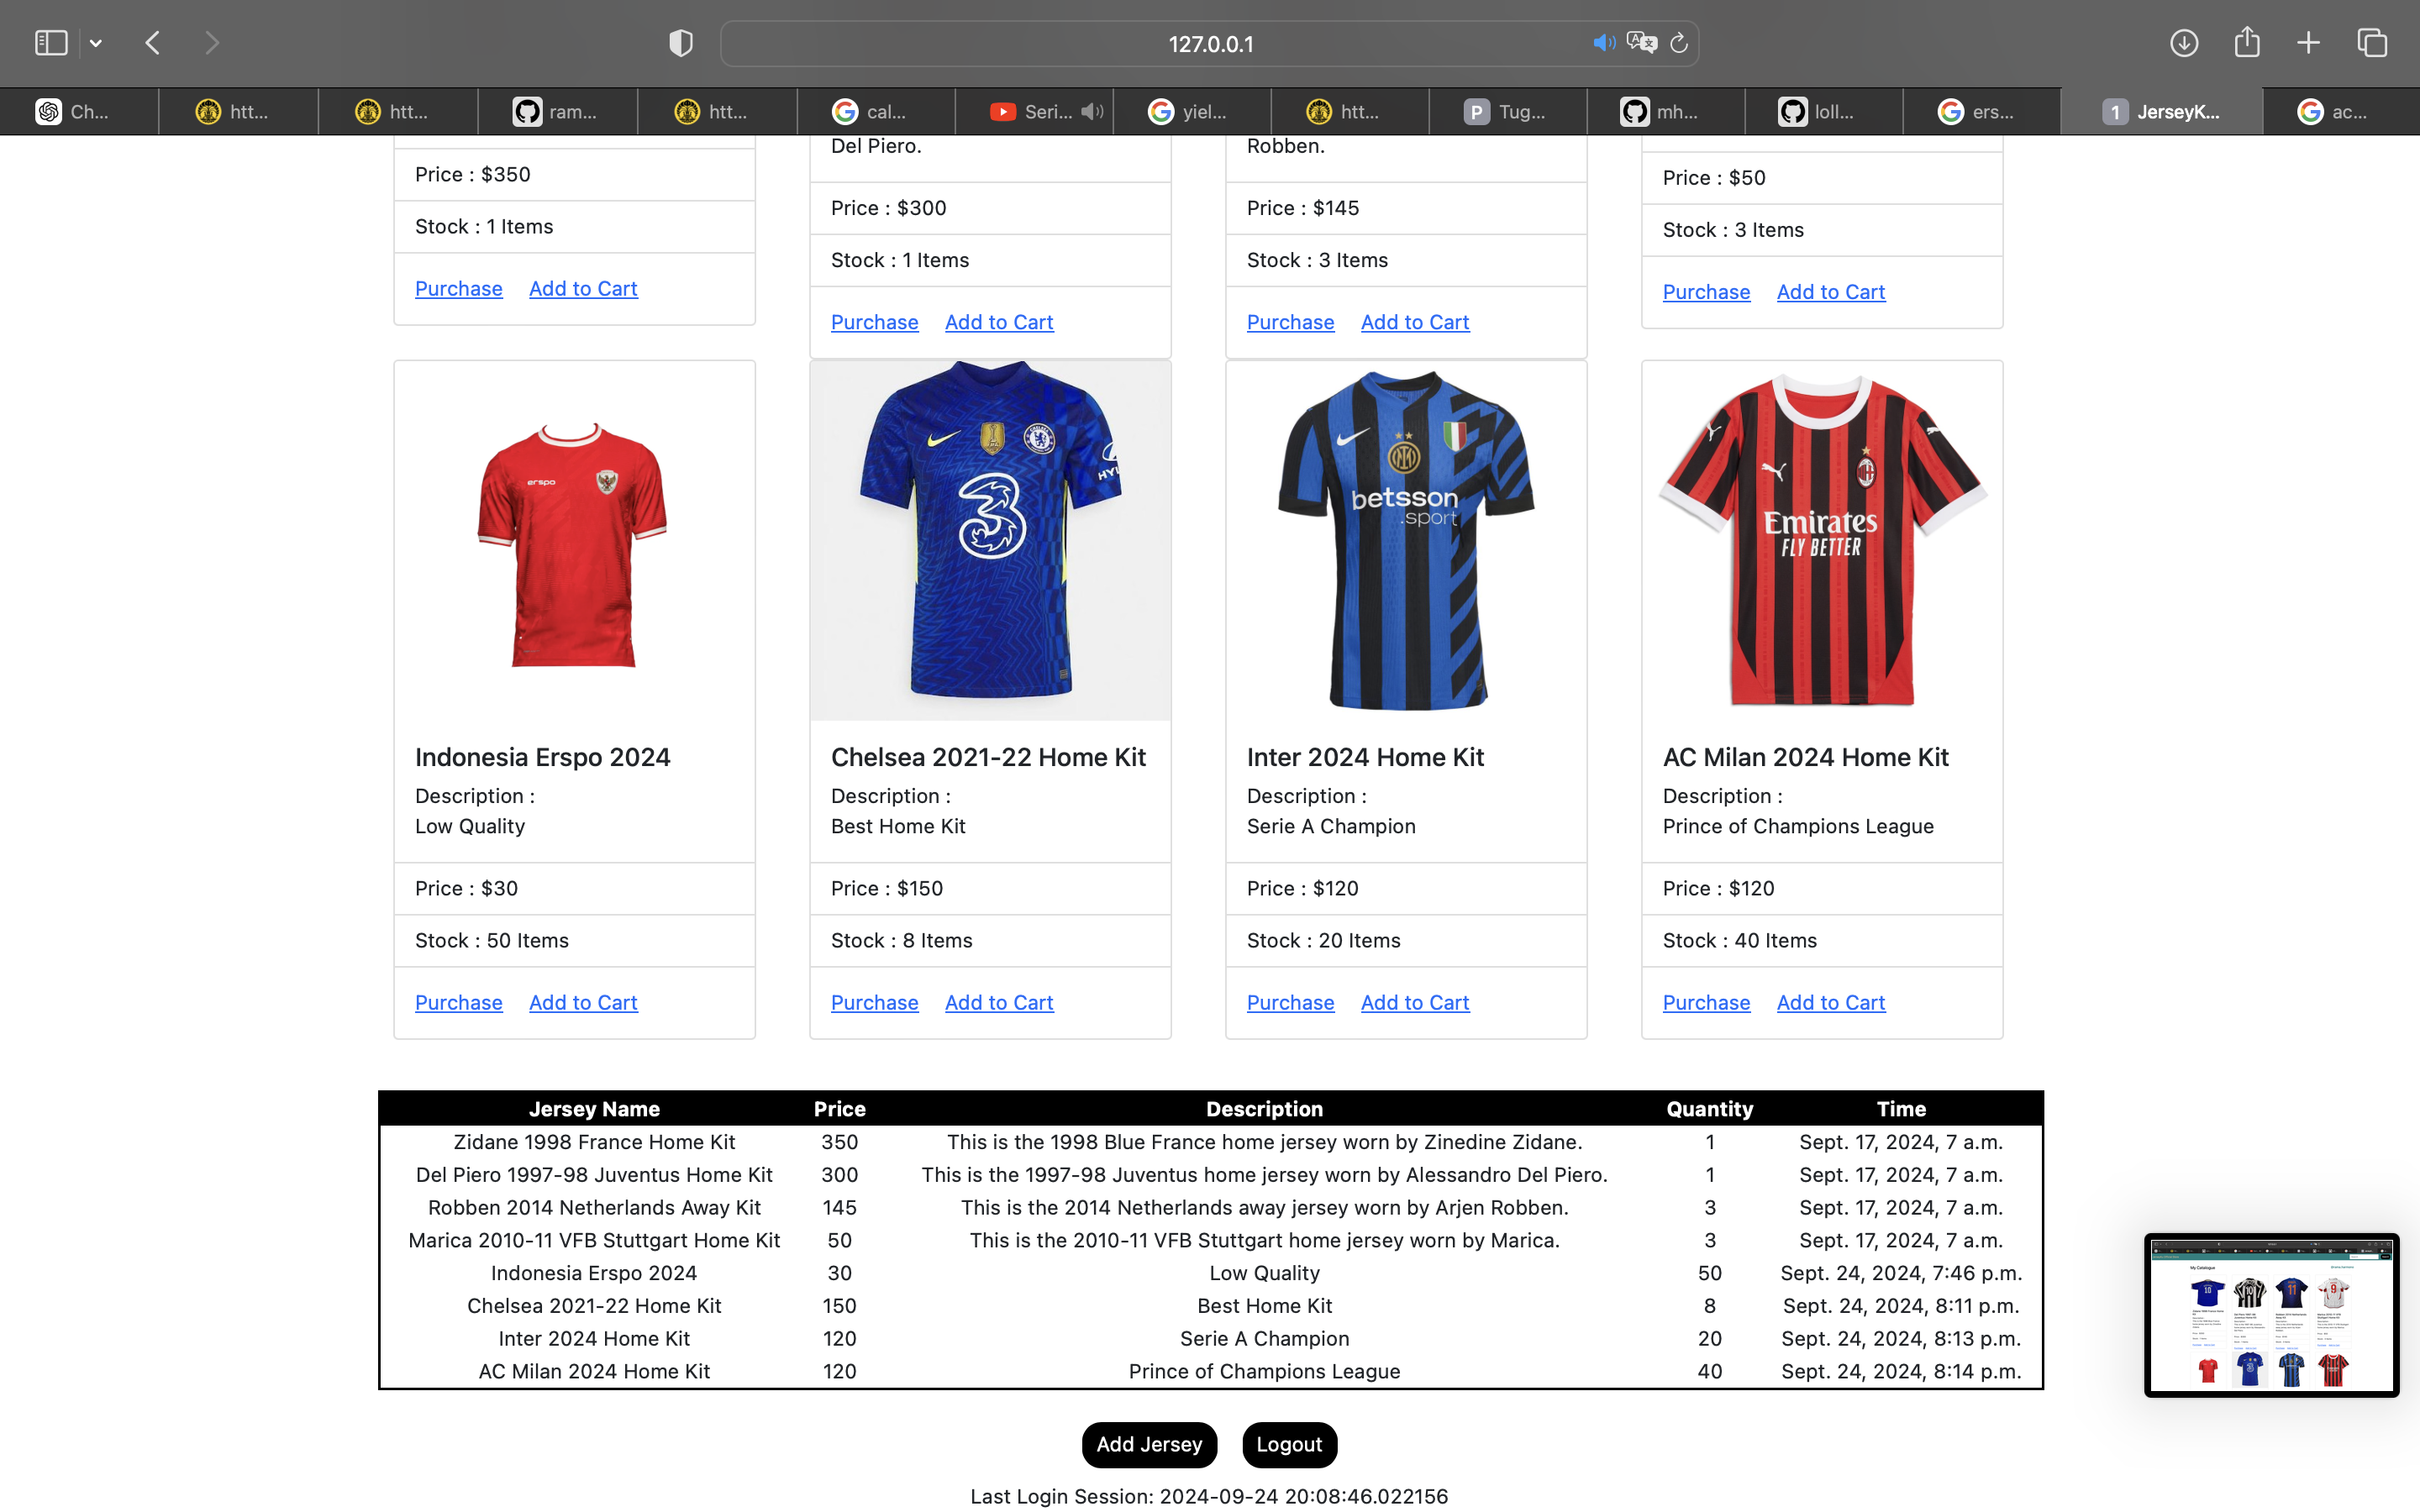 127.0.0.1
Ch...
htt...
htt...
ram...
htt...
cal...
Seri...
yiel...
htt...
P Tug...
mh...
loll...
ers...
1 JerseyK...
ac...
Price : $350
Stock : 1 Items
Purchase Add to Cart
Del Piero.
Price : $300
Stock : 1 Items
Purchase Add to Cart
Robben.
Price : $145
Stock : 3 Items
Purchase Add to Cart
Price : $50
Stock : 3 Items
Purchase Add to Cart
erspo
Indonesia Erspo 2024
Description :
Low Quality
Price : $30
Stock : 50 Items
Purchase Add to Cart
3
HYU
Chelsea 2021-22 Home Kit
Description :
Best Home Kit
Price : $150
Stock : 8 Items
Purchase Add to Cart
betsson
.sport
Inter 2024 Home Kit
Description :
Serie A Champion
Price : $120
Stock : 20 Items
Purchase Add to Cart
Emirates
FLY BETTER
AC Milan 2024 Home Kit
Description :
Prince of Champions League
Price : $120
Stock : 40 Items
Purchase Add to Cart
Jersey Name Price Description Quantity Time
Zidane 1998 France Home Kit 350 This is the 1998 Blue France home jersey worn by Zinedine Zidane. 1 Sept. 17, 2024, 7 a.m.
Del Piero 1997-98 Juventus Home Kit 300 This is the 1997-98 Juventus home jersey worn by Alessandro Del Piero. 1 Sept. 17, 2024, 7 a.m.
Robben 2014 Netherlands Away Kit 145 This is the 2014 Netherlands away jersey worn by Arjen Robben. 3 Sept. 17, 2024, 7 a.m.
Marica 2010-11 VFB Stuttgart Home Kit 50 This is the 2010-11 VFB Stuttgart home jersey worn by Marica. 3 Sept. 17, 2024, 7 a.m.
Indonesia Erspo 2024 30 Low Quality 50 Sept. 24, 2024, 7:46 p.m.
Chelsea 2021-22 Home Kit 150 Best Home Kit 8 Sept. 24, 2024, 8:11 p.m.
Inter 2024 Home Kit 120 Serie A Champion 20 Sept. 24, 2024, 8:13 p.m.
AC Milan 2024 Home Kit 120 Prince of Champions League 40 Sept. 24, 2024, 8:14 p.m.
Add Jersey Logout
Last Login Session: 2024-09-24 20:08:46.022156